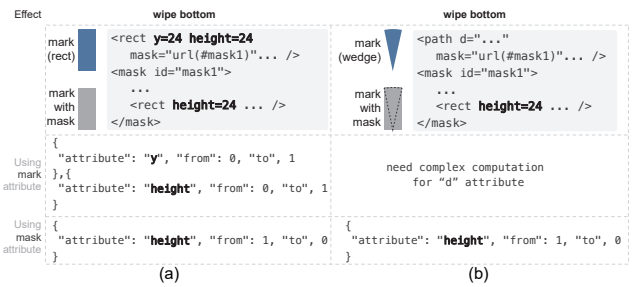 Effect
wipe bottom
wipe bottom
mark
(rect)
<rect y=24 height=24
mask="url(#mask1)"... />
<mask id="mask1">
...
<rect height=24 ... />
</mask>
mark
with
mask
mark
(wedge)
<path d="..."
mask="url(#mask1)"... />
<mask id="mask1">
...
<rect height=24 ... />
</mask>
mark
with
mask
Using
mark
attribute
{
"attribute": "y", "from": 0, "to", 1
},{
"attribute": "height", "from": 0, "to", 1
}
need complex computation
for "d" attribute
Using
mask
attribute
{
"attribute": "height", "from": 1, "to", 0
}
{
"attribute": "height", "from": 1, "to", 0
}
(a)
(b)